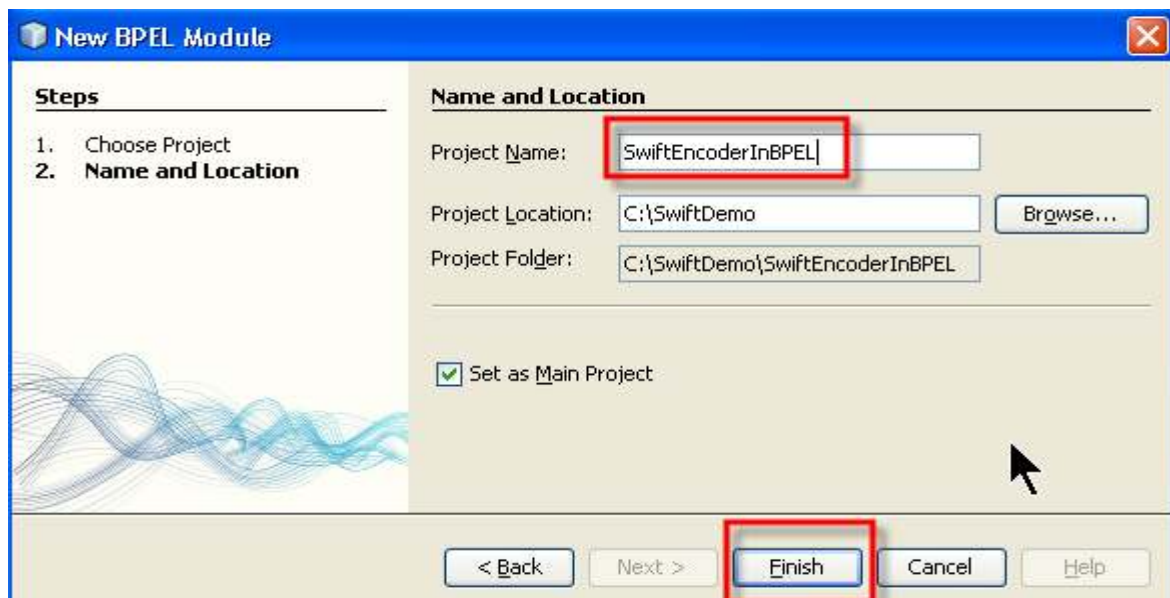 New BPEL Module
Steps
1. Choose Project
2. Name and Location
Name and Location
Project Name: SwiftEncoderInBPEL
Project Location: C:\SwiftDemo Browse...
Project Folder: C:\SwiftDemo\SwiftEncoderInBPEL
Set as Main Project
< Back Next > Finish Cancel Help